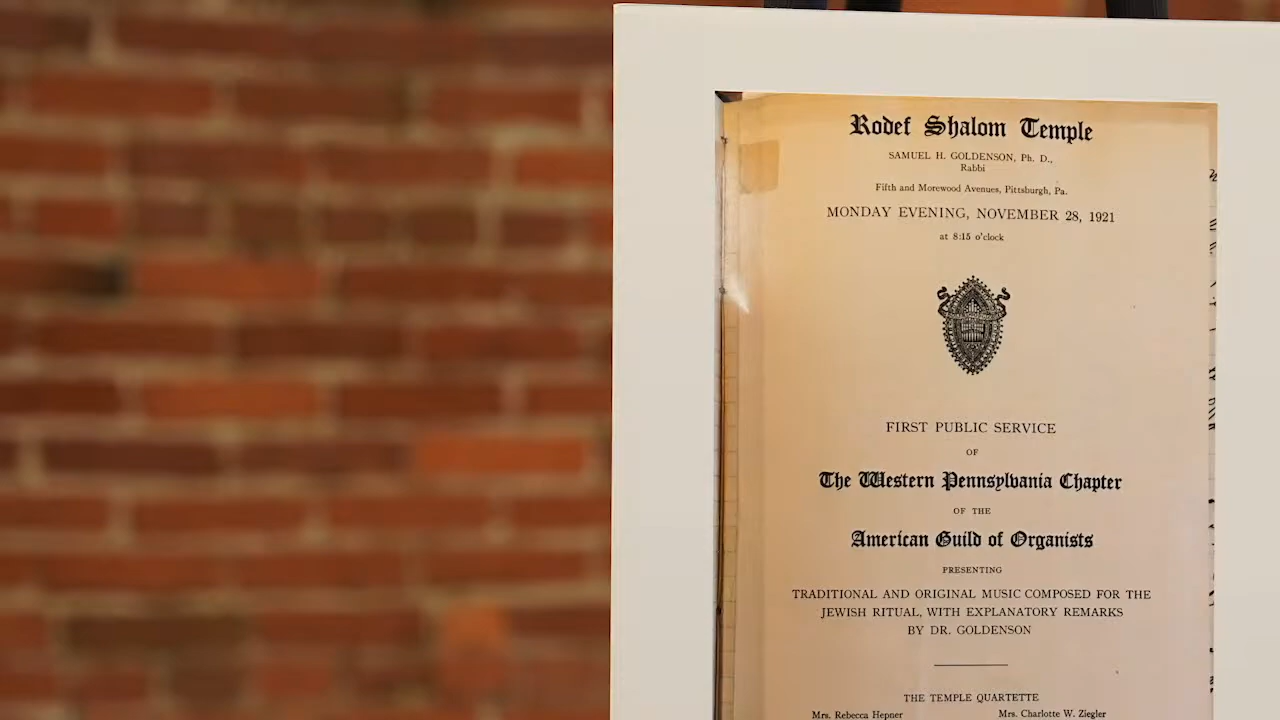 Rodef Shalom Temple
SAMUEL H. GOLDENSON, Ph. D.,
Rabbi
Fifth and Morewood Avenues, Pittsburgh, Pa.
MONDAY EVENING, NOVEMBER 28, 1921
at 8:15 o'clock
FIRST PUBLIC SERVICE
OF
The Western Pennsylvania Chapter
OF THE
American Guild of Organists
PRESENTING
TRADITIONAL AND ORIGINAL MUSIC COMPOSED FOR THE
JEWISH RITUAL, WITH EXPLANATORY REMARKS
BY DR. GOLDENSON
THE TEMPLE QUARTETTE
Mrs. Rebecca Hepner Mrs. Charlotte W. Ziegler